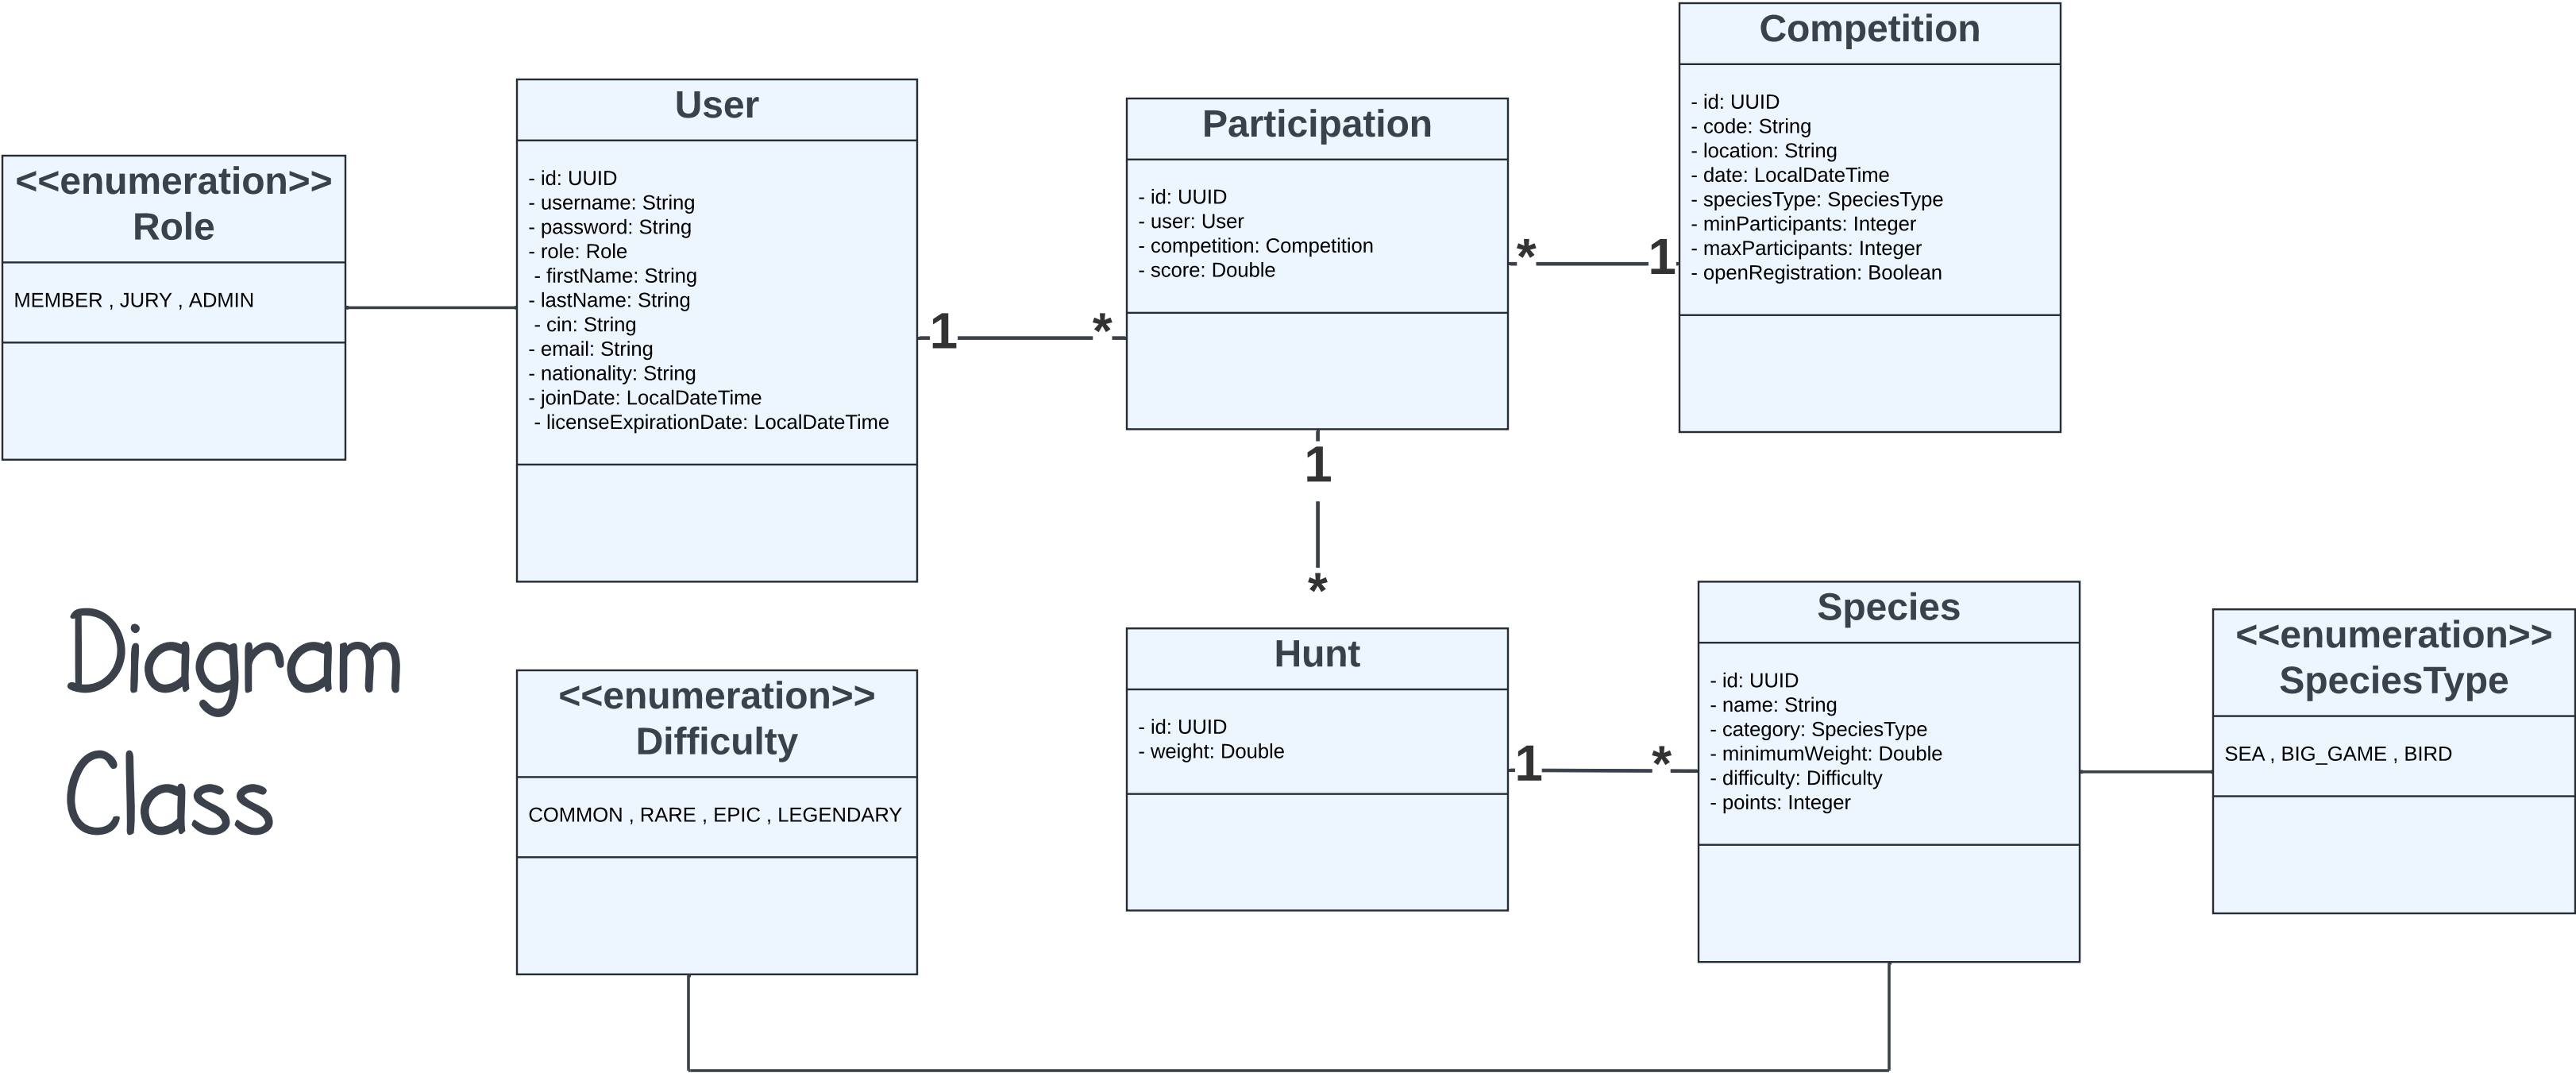 <<enumeration>>
Role
MEMBER , JURY , ADMIN
User
- id: UUID
- username: String
- password: String
- role: Role
- firstName: String
- lastName: String
- cin: String
- email: String
- nationality: String
- joinDate: LocalDateTime
- licenseExpirationDate: LocalDateTime
1
*
Participation
- id: UUID
- user: User
- competition: Competition
- score: Double
*
1
Competition
- id: UUID
- code: String
- location: String
- date: LocalDateTime
- speciesType: SpeciesType
- minParticipants: Integer
- maxParticipants: Integer
- openRegistration: Boolean
1
*
Diagram
Class
<<enumeration>>
Difficulty
COMMON , RARE , EPIC , LEGENDARY
Hunt
- id: UUID
- weight: Double
1
*
Species
- id: UUID
- name: String
- category: SpeciesType
- minimumWeight: Double
- difficulty: Difficulty
- points: Integer
<<enumeration>>
SpeciesType
SEA , BIG_GAME , BIRD